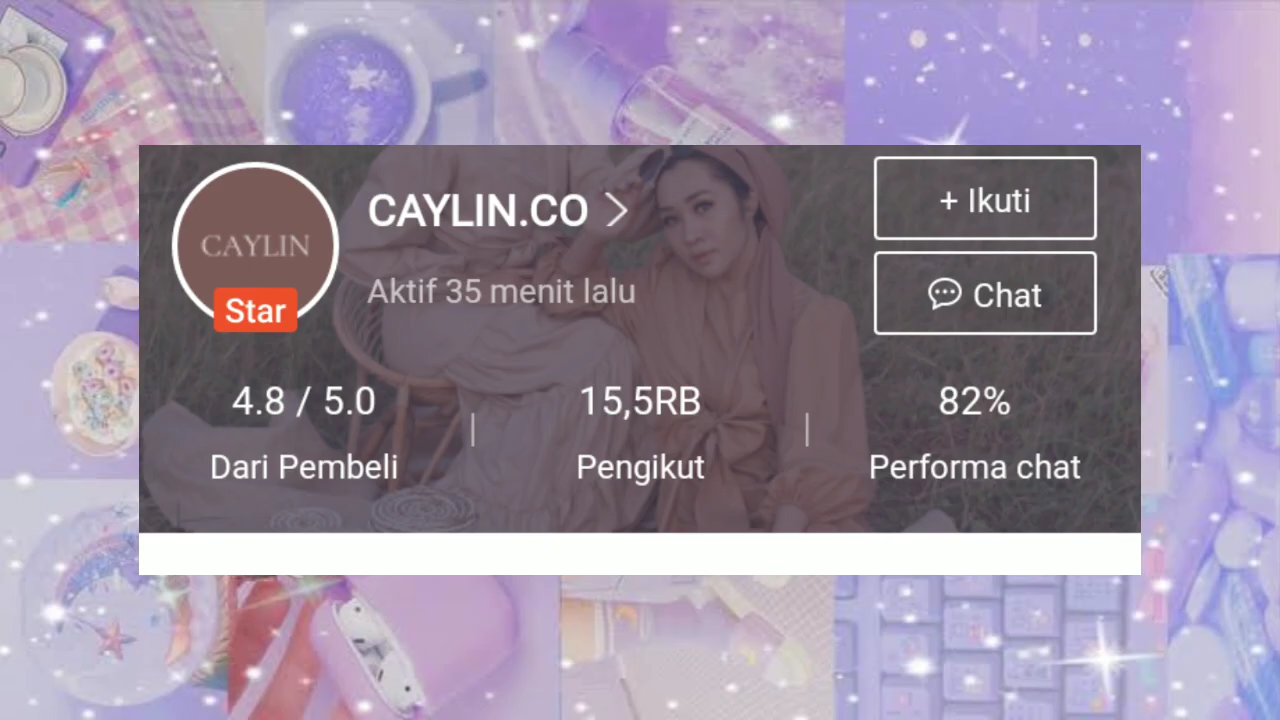 CAYLIN
Star
CAYLIN.CO
Aktif 35 menit lalu
+ Ikuti
Chat
4.8 / 5.0
Dari Pembeli
15,5RB
Pengikut
82%
Performa chat